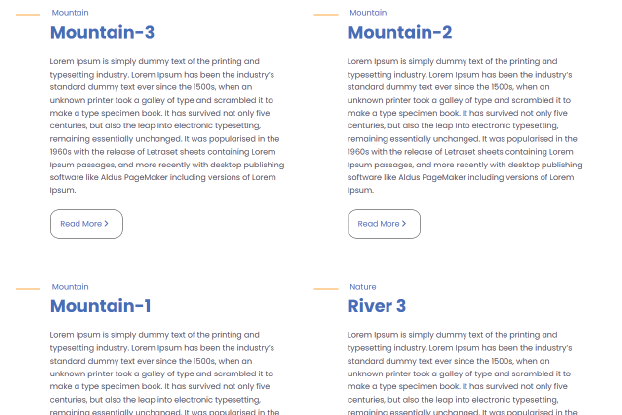 Mountain
Mountain-3
Lorem Ipsum is simply dummy text of the printing and
typesetting industry. Lorem Ipsum has been the industry's
standard dummy text ever since the 1500s, when an
unknown printer took a galley of type and scrambled it to
make a type specimen book. It has survived not only five
centuries, but also the leap into electronic typesetting,
remaining essentially unchanged. It was popularised in the
1960s with the release of Letraset sheets containing Lorem
Ipsum passages, and more recently with desktop publishing
software like Aldus PageMaker including versions of Lorem
Ipsum.
Read More
Mountain
Mountain-2
Lorem Ipsum is simply dummy text of the printing and
typesetting industry. Lorem Ipsum has been the industry's
standard dummy text ever since the 1500s, when an
unknown printer took a galley of type and scrambled it to
make a type specimen book. It has survived not only five
centuries, but also the leap into electronic typesetting,
remaining essentially unchanged. It was popularised in the
1960s with the release of Letraset sheets containing Lorem
Ipsum passages, and more recently with desktop publishing
software like Aldus PageMaker including versions of Lorem
Ipsum.
Read More
Mountain
Mountain-1
Lorem Ipsum is simply dummy text of the printing and
typesetting industry. Lorem Ipsum has been the industry's
standard dummy text ever since the 1500s, when an
unknown printer took a galley of type and scrambled it to
make a type specimen book. It has survived not only five
centuries, but also the leap into electronic typesetting,
remaining essentially unchanged. It was popularised in the
Nature
River 3
Lorem Ipsum is simply dummy text of the printing and
typesetting industry. Lorem Ipsum has been the industry's
standard dummy text ever since the 1500s, when an
unknown printer took a galley of type and scrambled it to
make a type specimen book. It has survived not only five
centuries, but also the leap into electronic typesetting,
remaining essentially unchanged. It was popularised in the